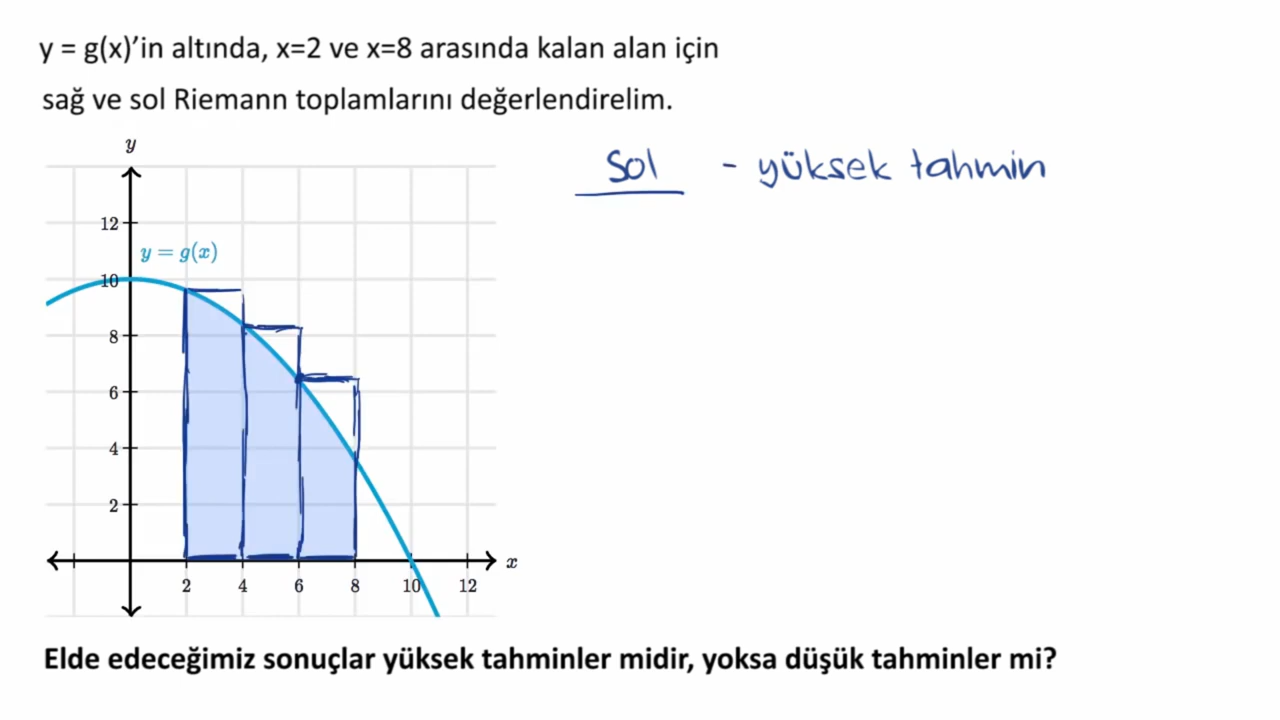 y = g(x)’in altında, x=2 ve x=8 arasında kalan alan için
sağ ve sol Riemann toplamlarını değerlendirelim.
Sol - yüksek tahmin
y
12
y = g(x)
10
8
6
4
2
x
2 4 6 8 10 12
Elde edeceğimiz sonuçlar yüksek tahminler midir, yoksa düşük tahminler mi?